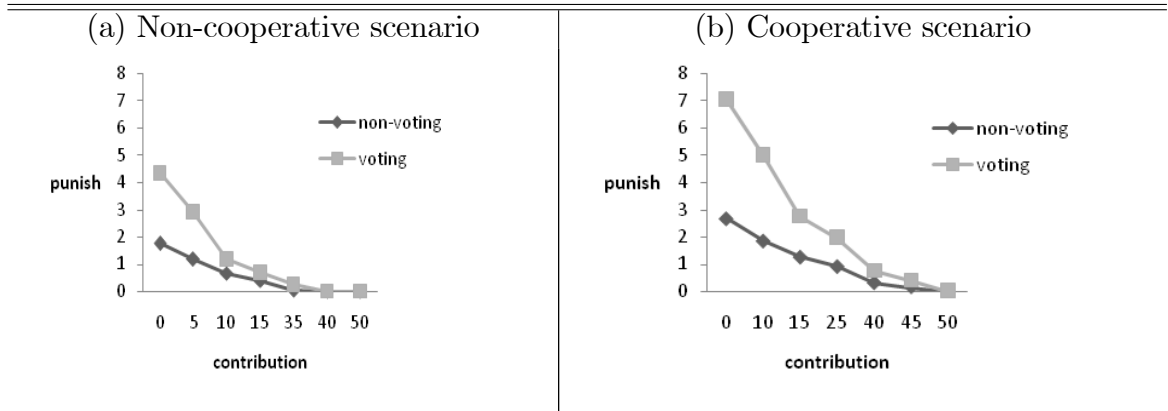 (a) Non-cooperative scenario
8
7
6
5
4
3
2
1
0
punish
non-voting
voting
0 5 10 15 35 40 50
contribution
(b) Cooperative scenario
8
7
6
5
4
3
2
1
0
punish
non-voting
voting
0 10 15 25 40 45 50
contribution